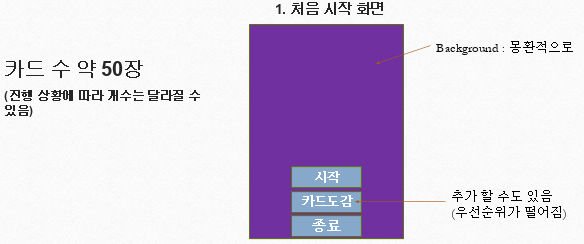 1. 처음 시작 화면
Background : 몽환적으로
카드 수 약 50장
(진행 상황에 따라 개수는 달라질 수
있음)
시작
카드도감
종료
추가 할 수도 있음
(우선순위가 떨어짐)